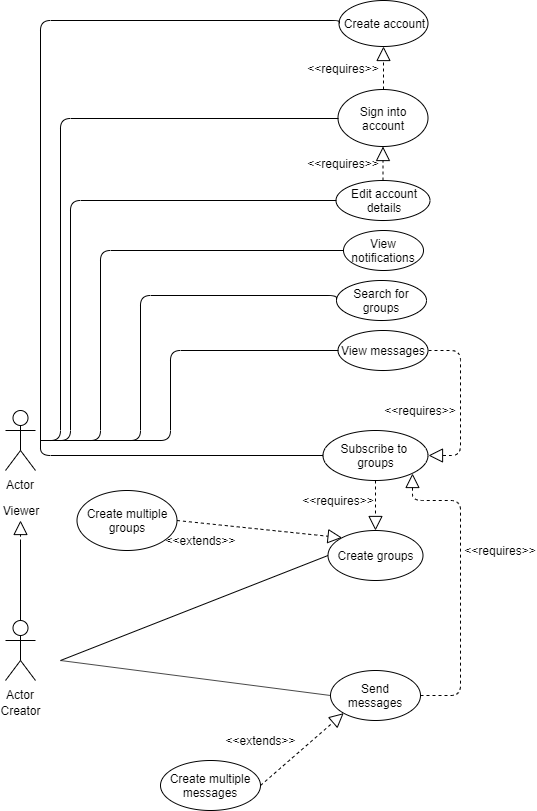 Create account
<<requires>>
Sign into
account
<<requires>>
Edit account
details
View
notifications
Search for
groups
View messages
<<requires>>
Subscribe to
groups
Actor
Viewer
<<requires>>
Create multiple
groups
<<extends>>
Create groups
<<requires>>
Actor
Creator
Send
messages
<<extends>>
Create multiple
messages